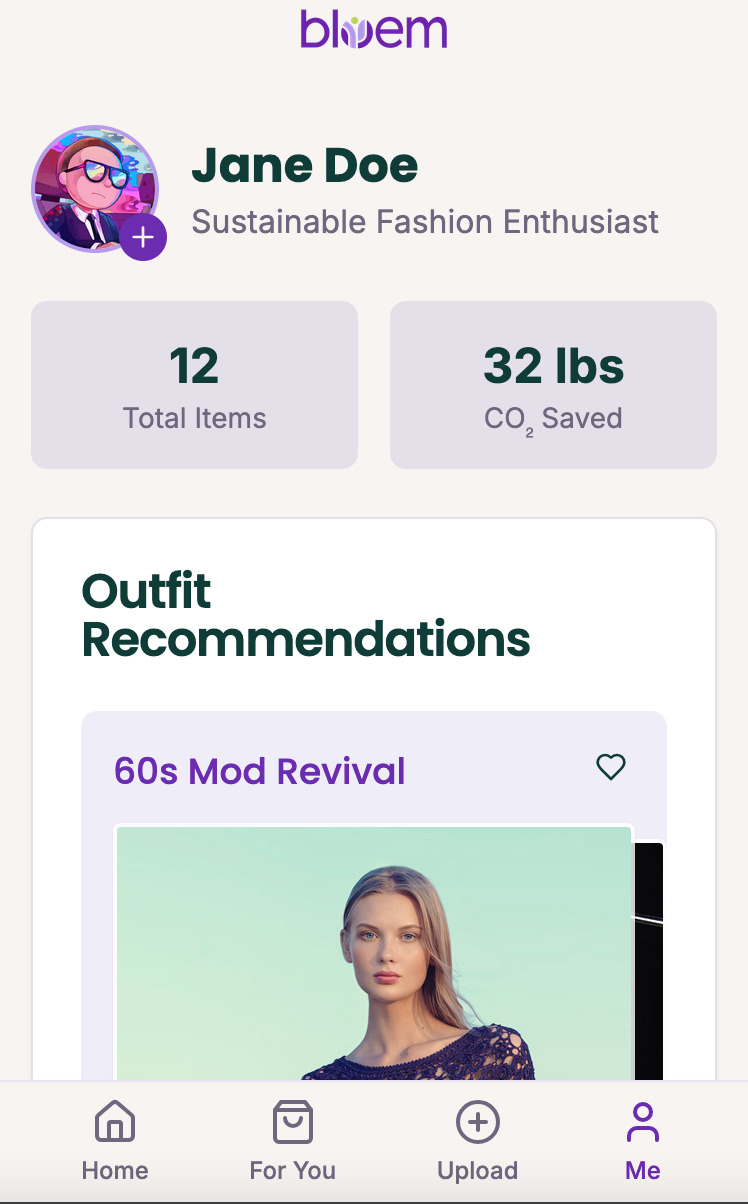 bloem
Jane Doe
Sustainable Fashion Enthusiast
12
Total Items
32 lbs
CO₂ Saved
Outfit
Recommendations
60s Mod Revival
Home
For You
Upload
Me